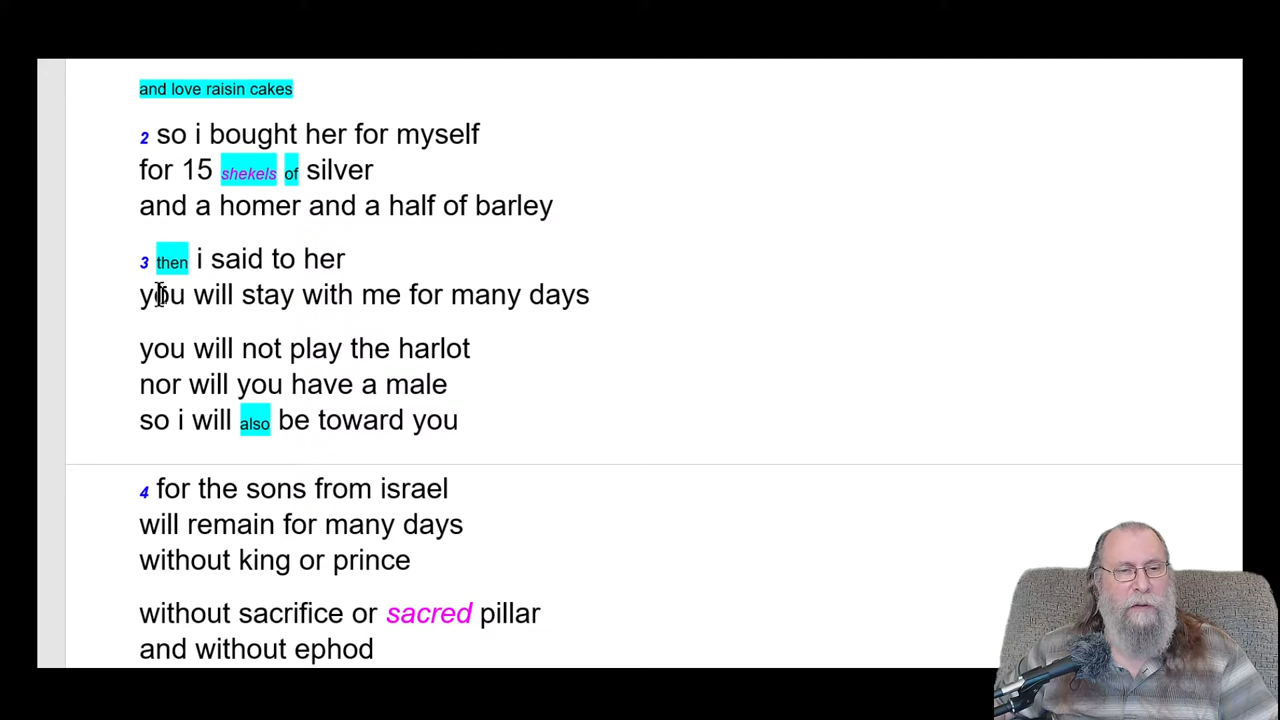 and love raisin cakes
2 so i bought her for myself
for 15 shekels of silver
and a homer and a half of barley
3 then i said to her
you will stay with me for many days
you will not play the harlot
nor will you have a male
so i will also be toward you
4 for the sons from israel
will remain for many days
without king or prince
without sacrifice or sacred pillar
and without ephod